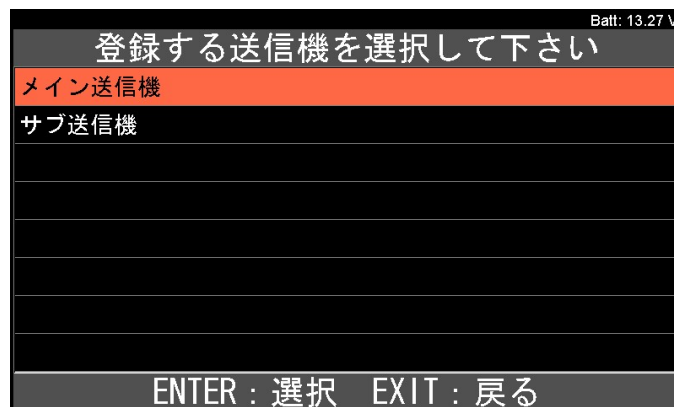 Batt: 13.27 V
登録する送信機を選択して下さい
メイン送信機
サブ送信機
ENTER：選択　EXIT：戻る